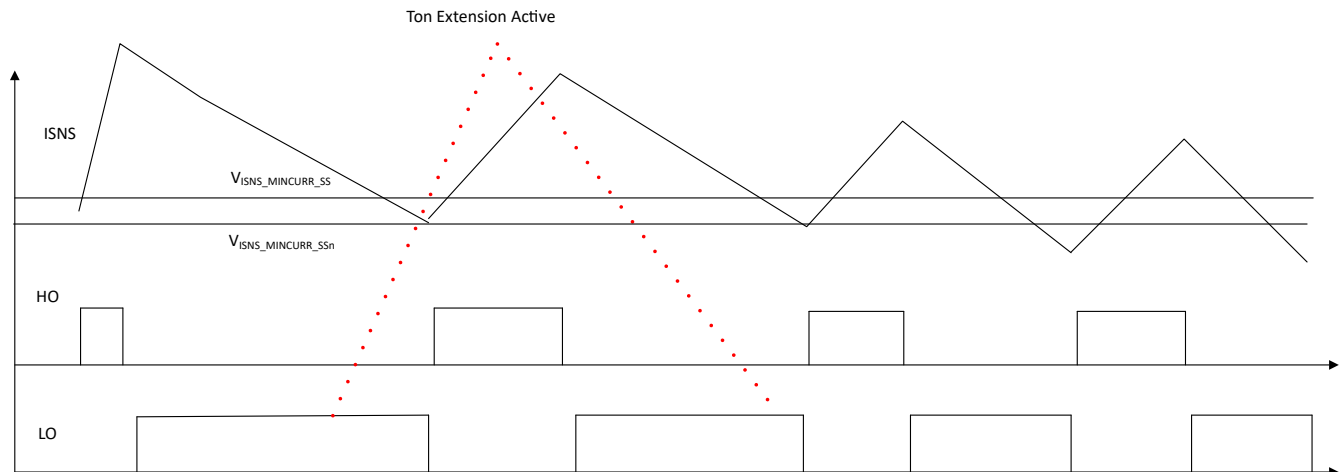 Ton Extension Active
ISNS
VISNS_MINCURR_SS
VISNS_MINCURR_SSn
HO
LO